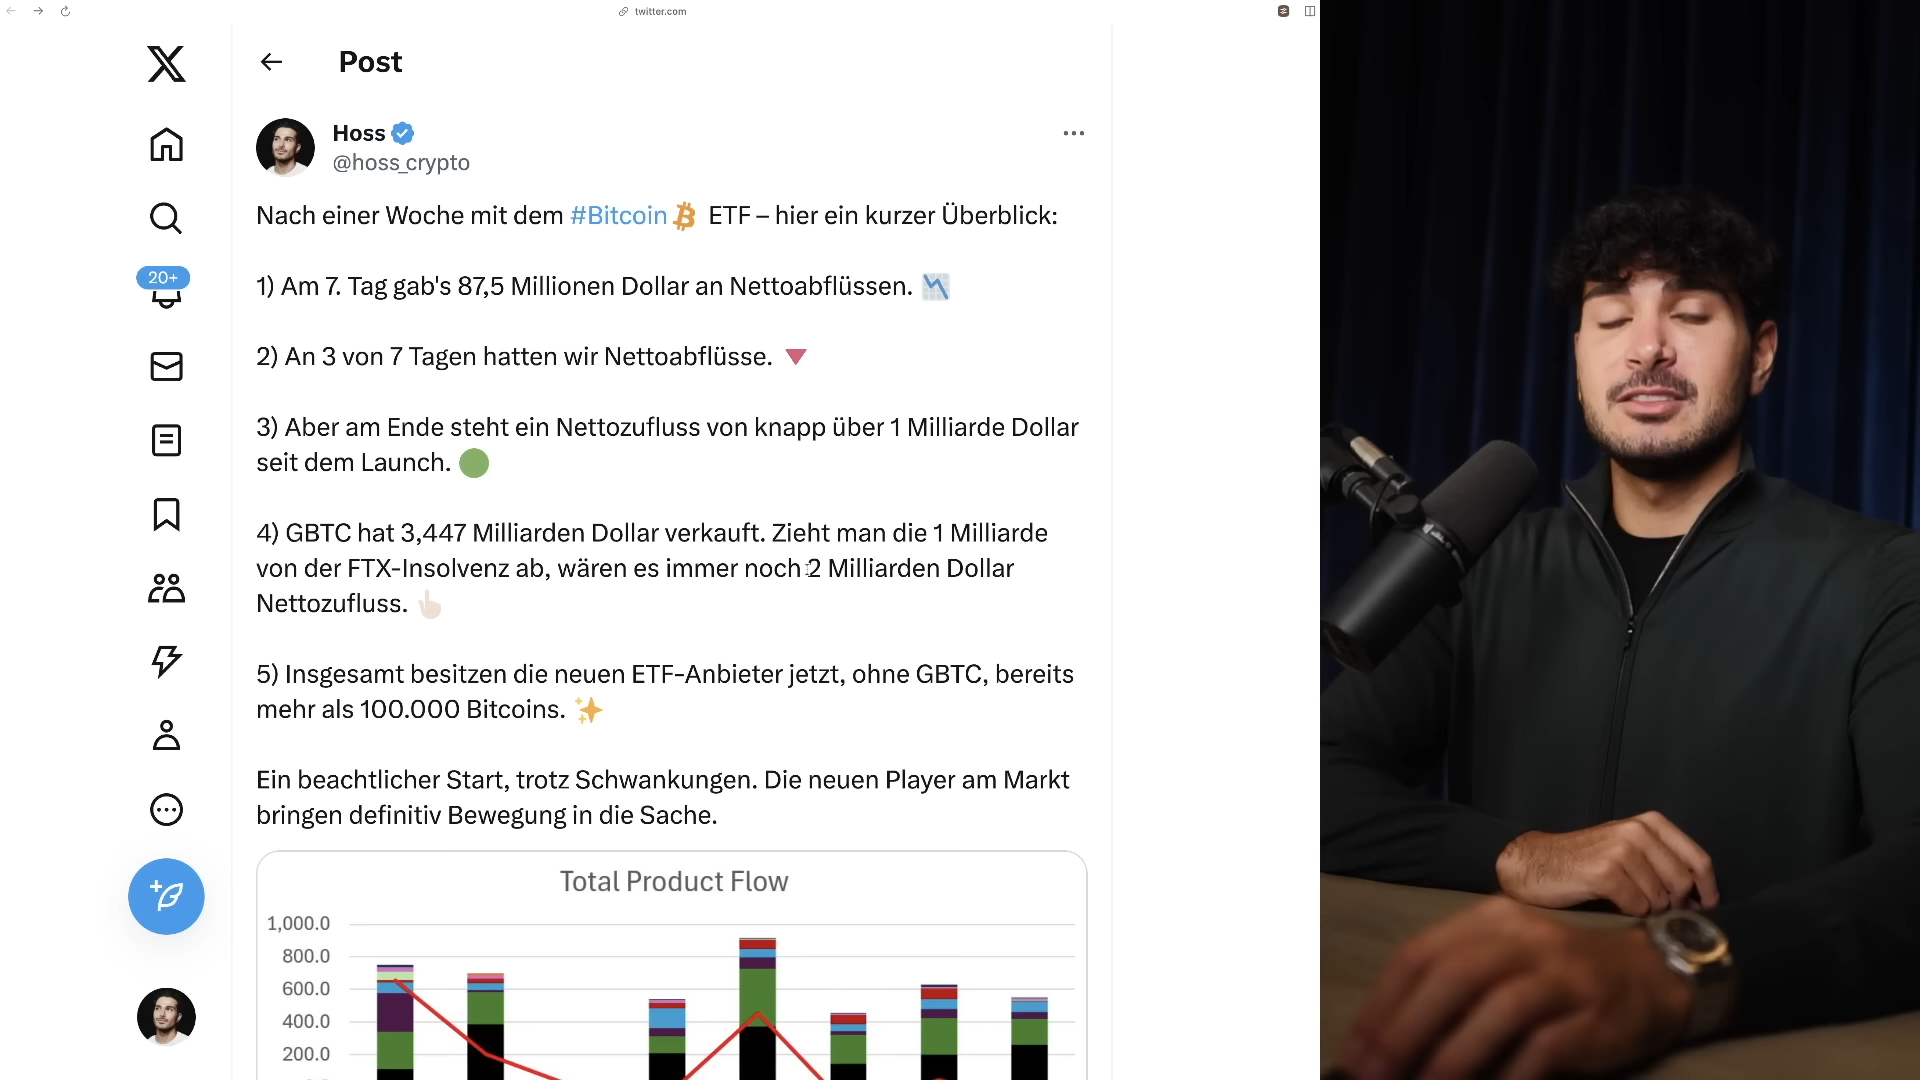 twitter.com
Post
Hoss
@hoss_crypto
Nach einer Woche mit dem #Bitcoin ETF – hier ein kurzer Überblick:
1) Am 7. Tag gab's 87,5 Millionen Dollar an Nettoabflüssen.
2) An 3 von 7 Tagen hatten wir Nettoabflüsse.
3) Aber am Ende steht ein Nettozufluss von knapp über 1 Milliarde Dollar
seit dem Launch.
4) GBTC hat 3,447 Milliarden Dollar verkauft. Zieht man die 1 Milliarde
von der FTX-Insolvenz ab, wären es immer noch 2 Milliarden Dollar
Nettozufluss.
5) Insgesamt besitzen die neuen ETF-Anbieter jetzt, ohne GBTC, bereits
mehr als 100.000 Bitcoins.
Ein beachtlicher Start, trotz Schwankungen. Die neuen Player am Markt
bringen definitiv Bewegung in die Sache.
20+
Total Product Flow
1,000.0
800.0
600.0
400.0
200.0